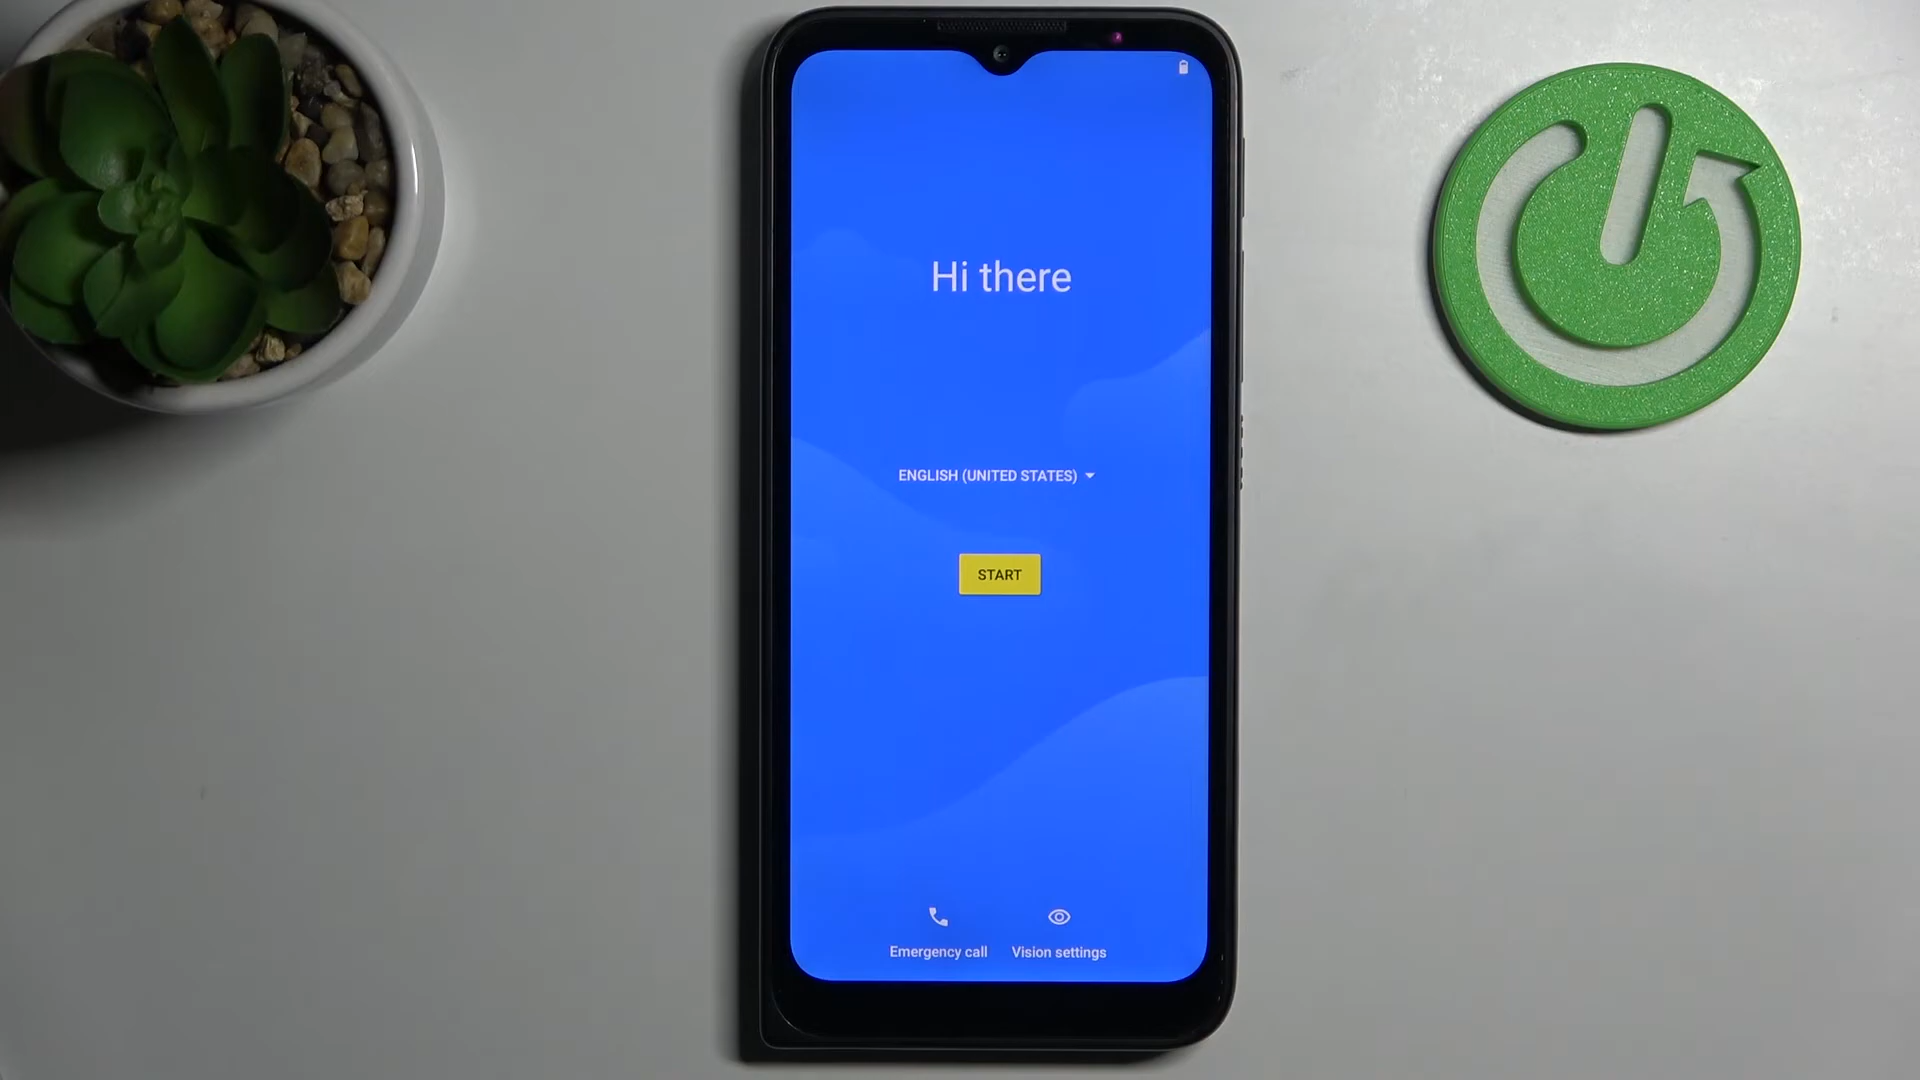 Hi there
ENGLISH (UNITED STATES)
START
Emergency call
Vision settings